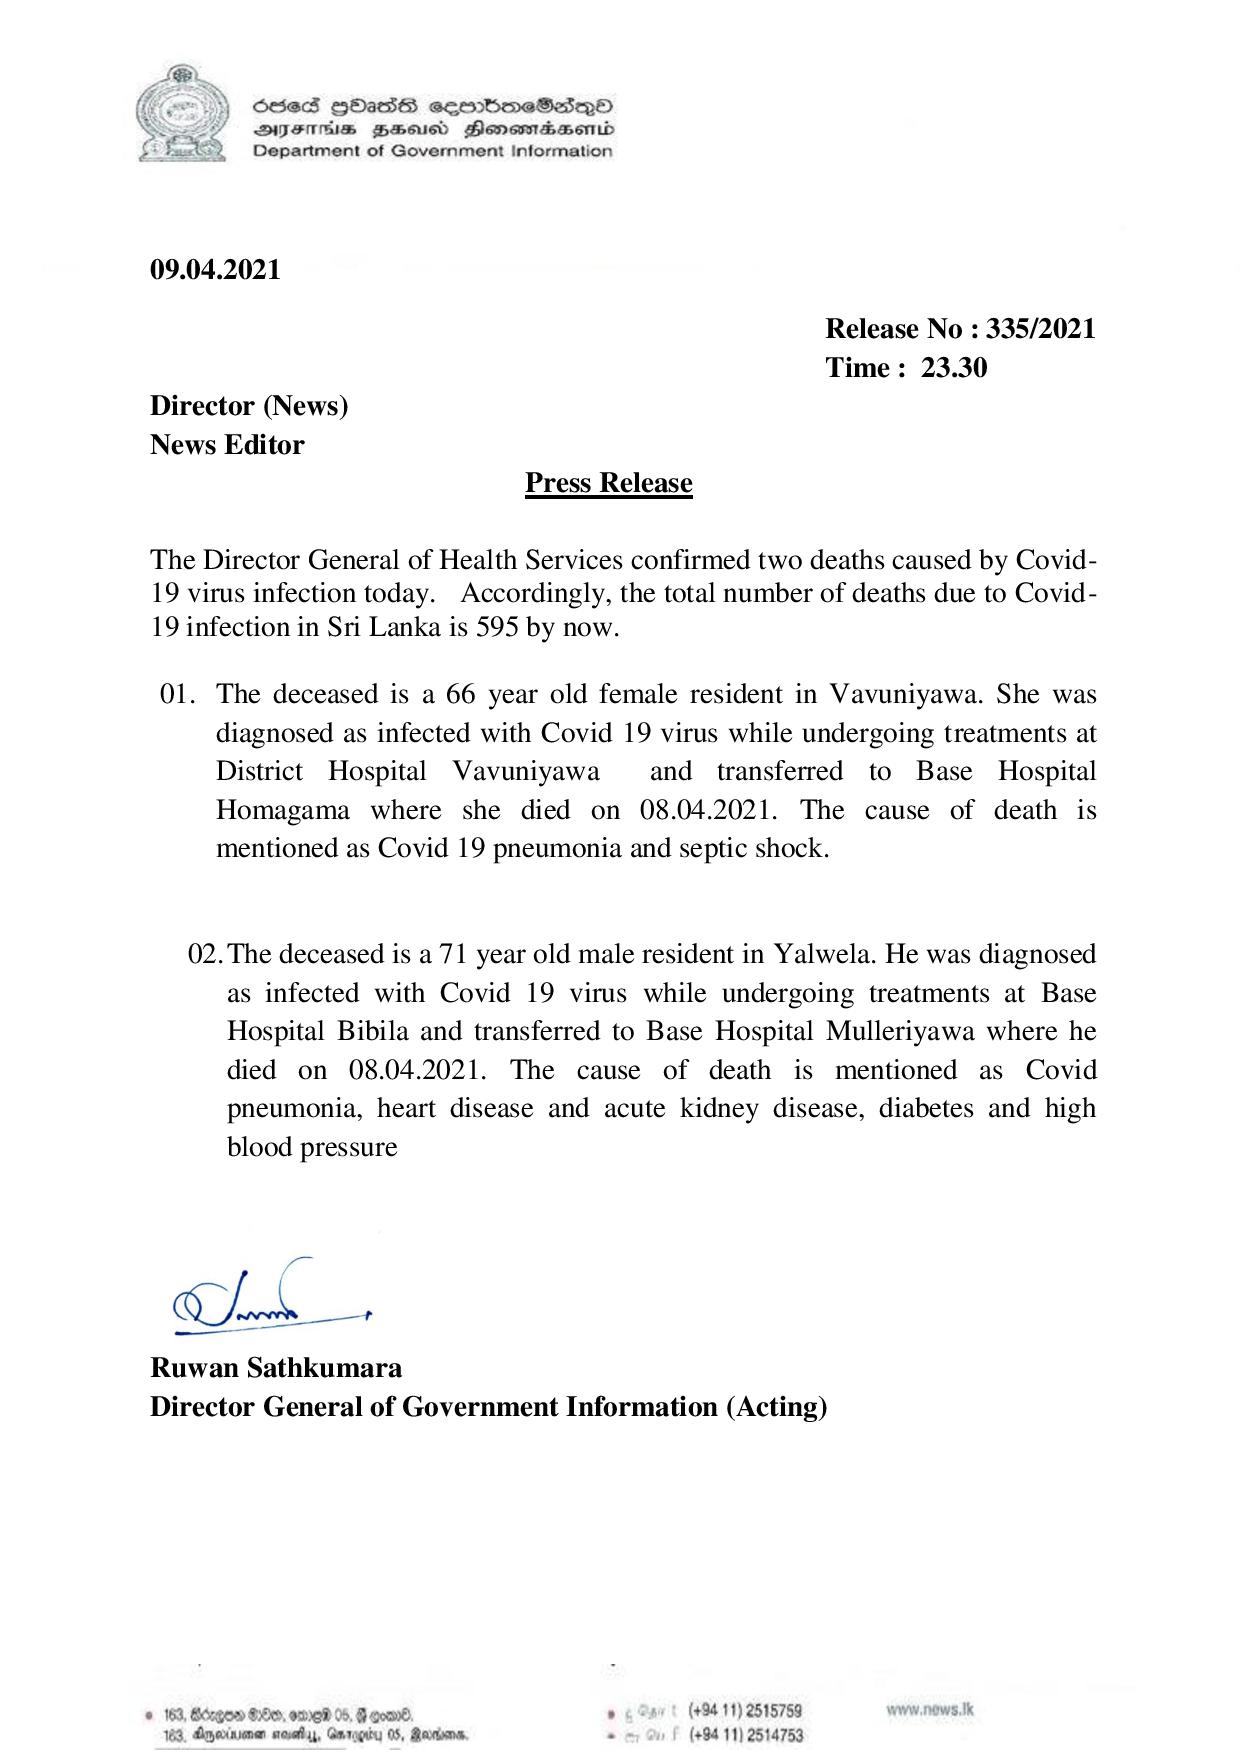 රජයේ ප්‍රවෘත්ති දෙපාර්තමේන්තුව
அரசாங்க தகவல் திணைக்களம்
Department of Government Information
09.04.2021
Release No : 335/2021
Time :  23.30
Director (News)
News Editor
Press Release
The Director General of Health Services confirmed two deaths caused by Covid-
19 virus infection today.   Accordingly, the total number of deaths due to Covid-
19 infection in Sri Lanka is 595 by now.
01. The deceased is a 66 year old female resident in Vavuniyawa. She was
diagnosed as infected with Covid 19 virus while undergoing treatments at
District Hospital Vavuniyawa and transferred to Base Hospital
Homagama where she died on 08.04.2021. The cause of death is
mentioned as Covid 19 pneumonia and septic shock.
02. The deceased is a 71 year old male resident in Yalwela. He was diagnosed
as infected with Covid 19 virus while undergoing treatments at Base
Hospital Bibila and transferred to Base Hospital Mulleriyawa where he
died on 08.04.2021. The cause of death is mentioned as Covid
pneumonia, heart disease and acute kidney disease, diabetes and high
blood pressure
Ruwan Sathkumara
Director General of Government Information (Acting)
163, කිරුලපන මාවත, කොළඹ 05, ශ්‍රී ලංකාව.
163, கிருலப்பனை எவனியூ, கொழும்பு 05, இலங்கை.
(+94 11) 2515759
(+94 11) 2514753
www.news.lk